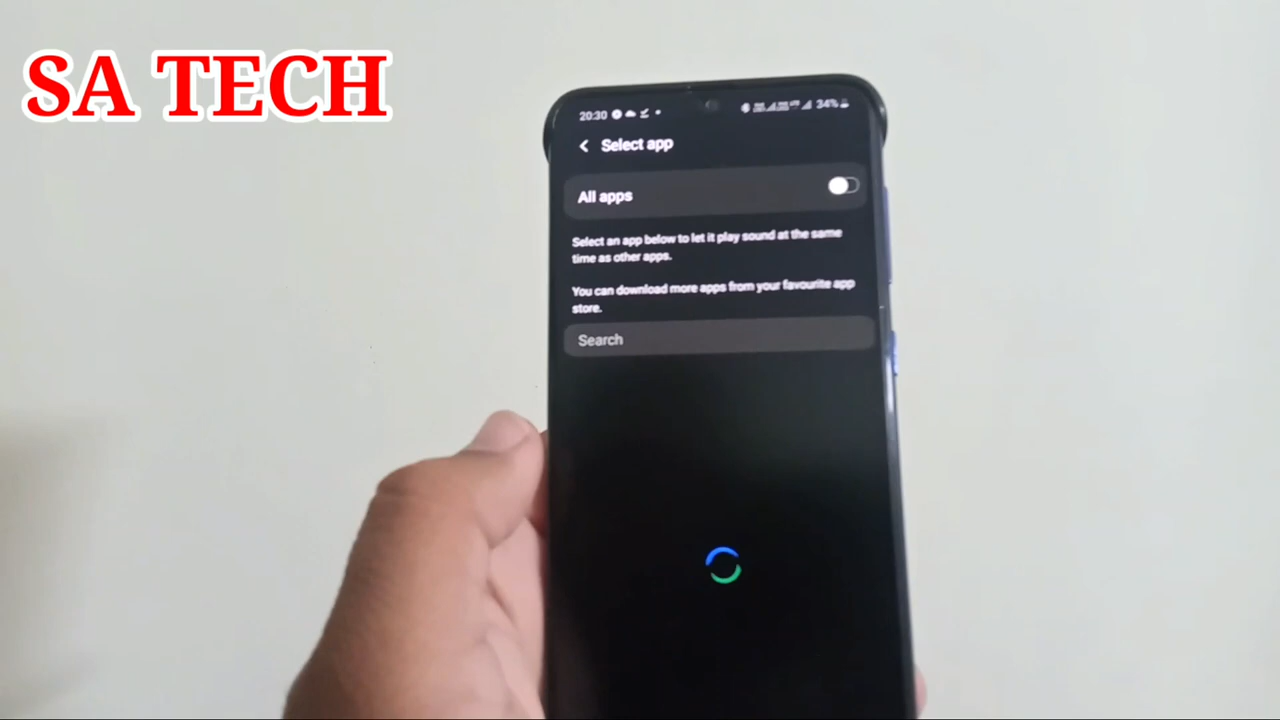 SA TECH
20:30
34%
Select app
All apps
Select an app below to let it play sound at the same
time as other apps.
You can download more apps from your favourite app
store.
Search